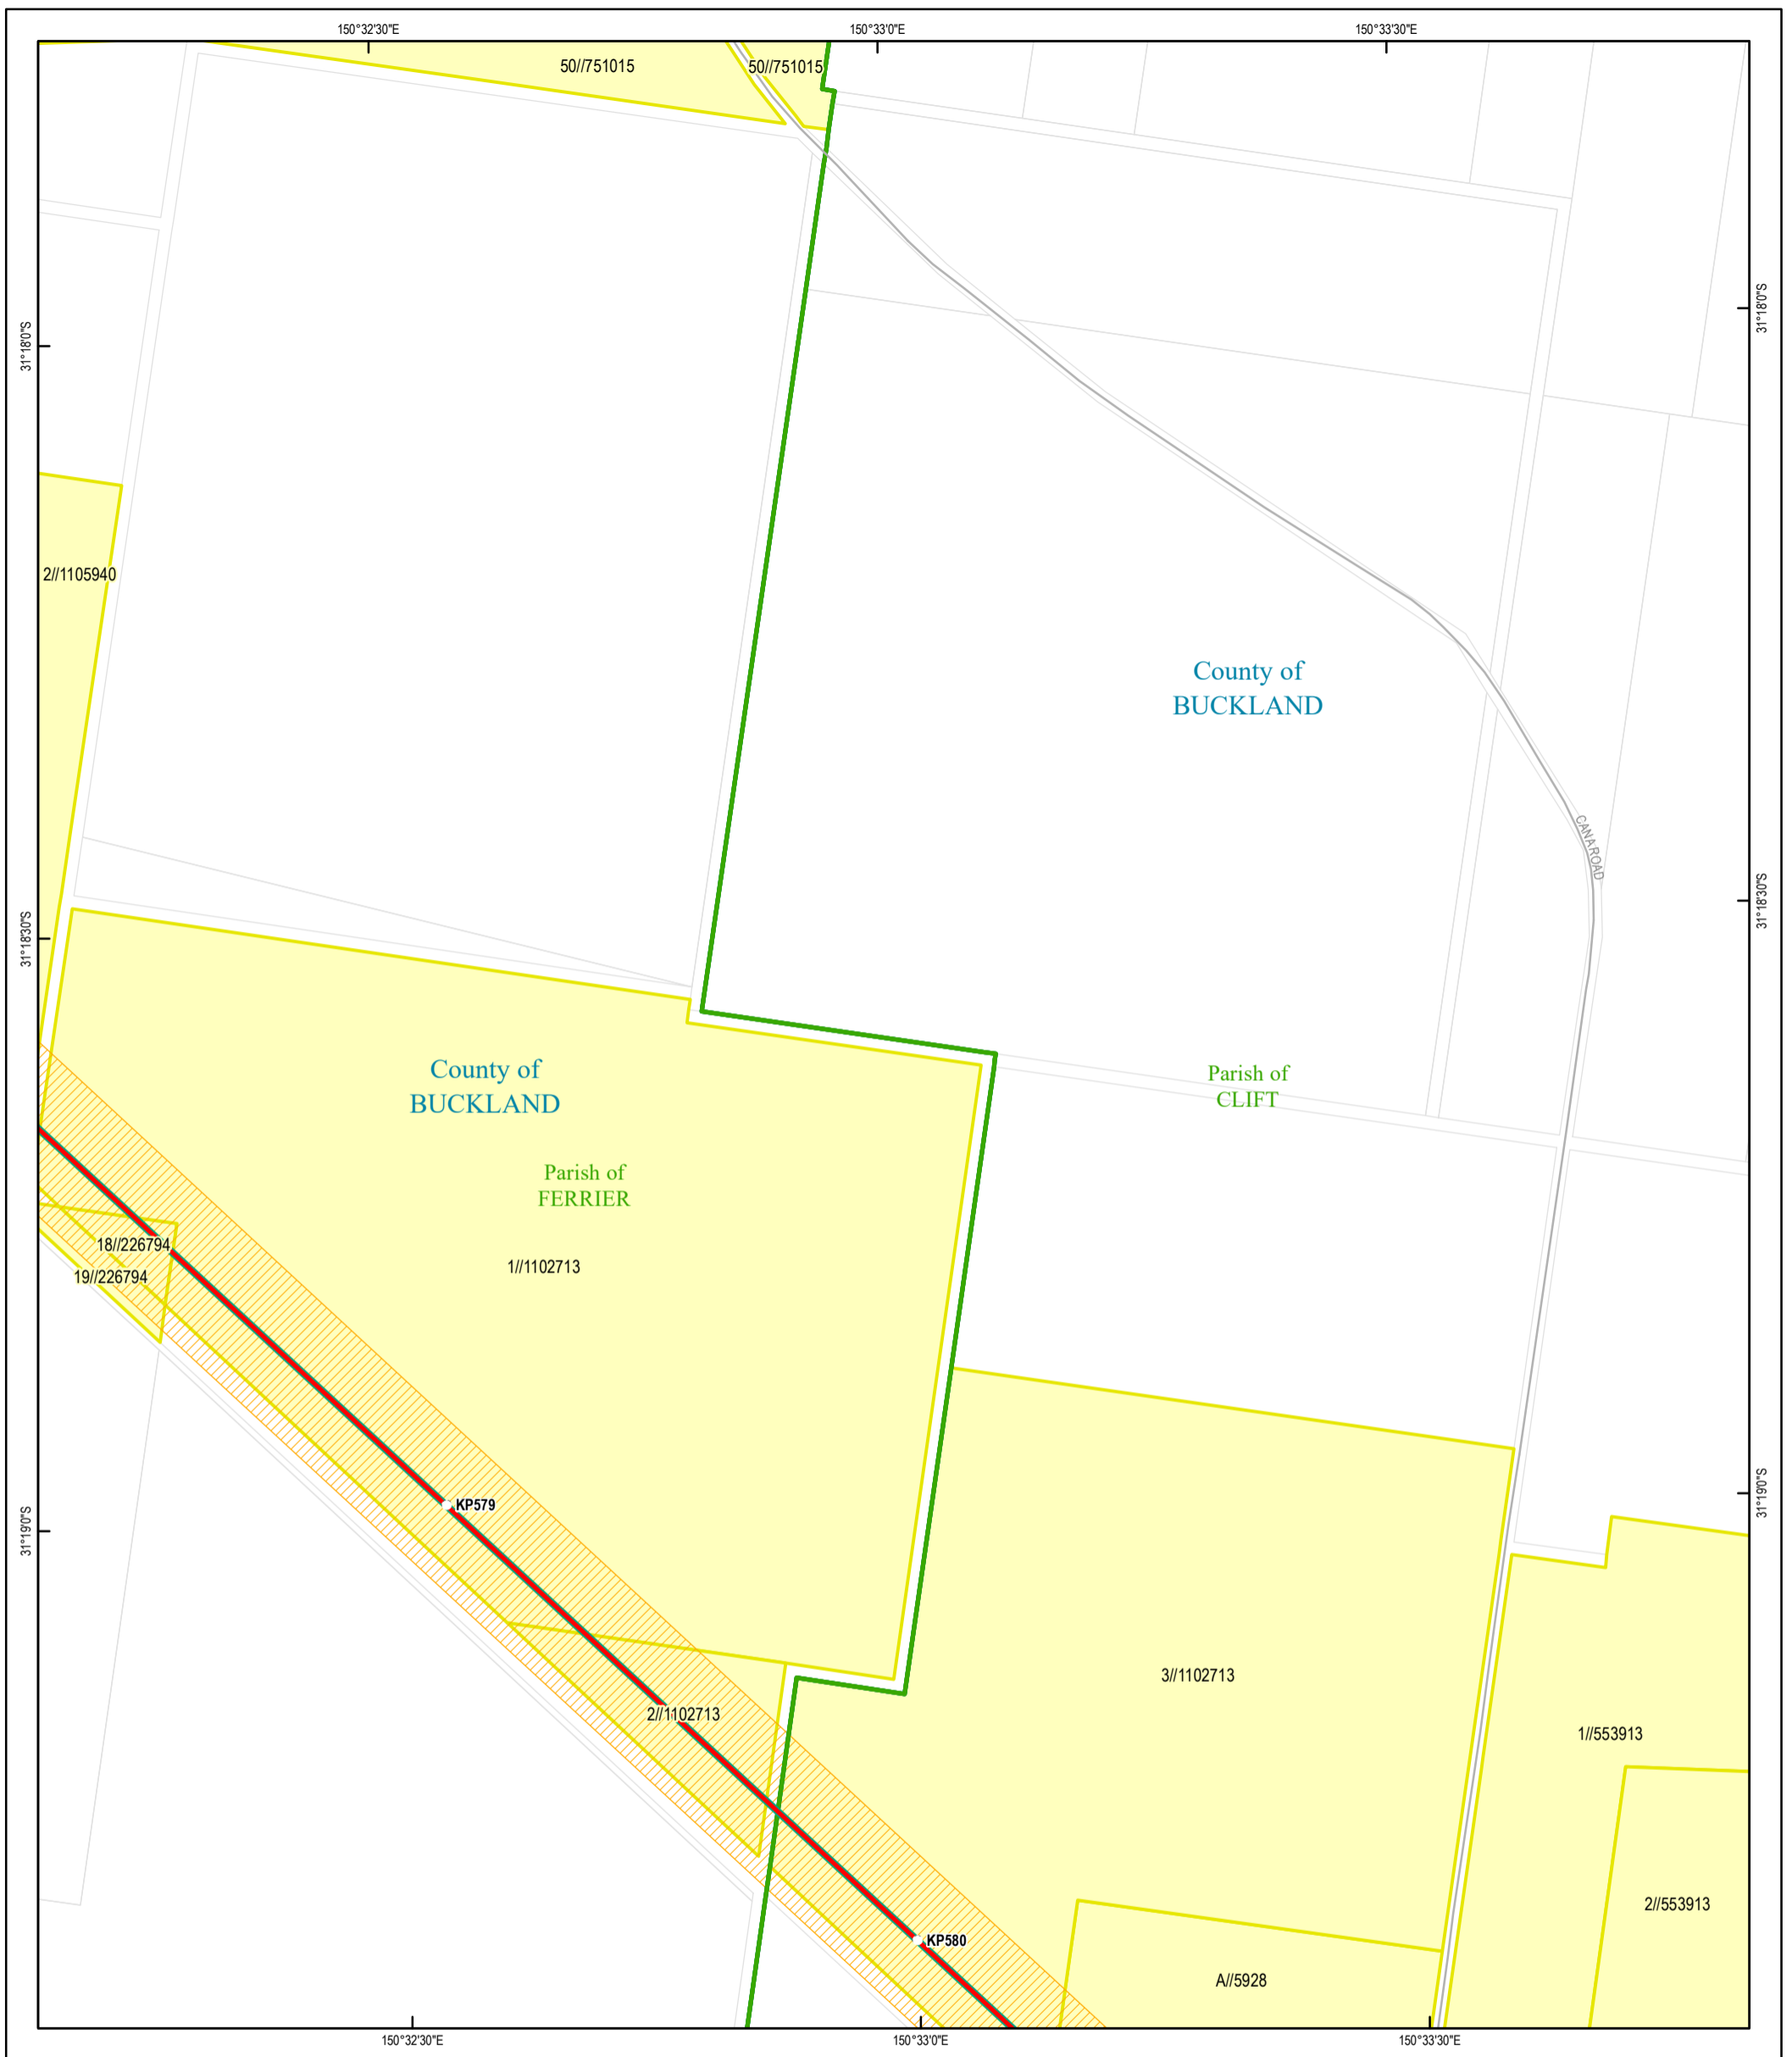 150°32'30"E
150°33'0"E
150°33'30"E
50//751015
50//751015
31°18'0"S
31°18'0"S
2//1105940
County of
BUCKLAND
CANA ROAD
31°18'30"S
31°18'30"S
County of
BUCKLAND
Parish of
CLIFT
Parish of
FERRIER
18//226794
19//226794
1//1102713
KP579
31°19'0"S
31°19'0"S
3//1102713
2//1102713
1//553913
2//553913
KP580
A//5928
150°32'30"E
150°33'0"E
150°33'30"E